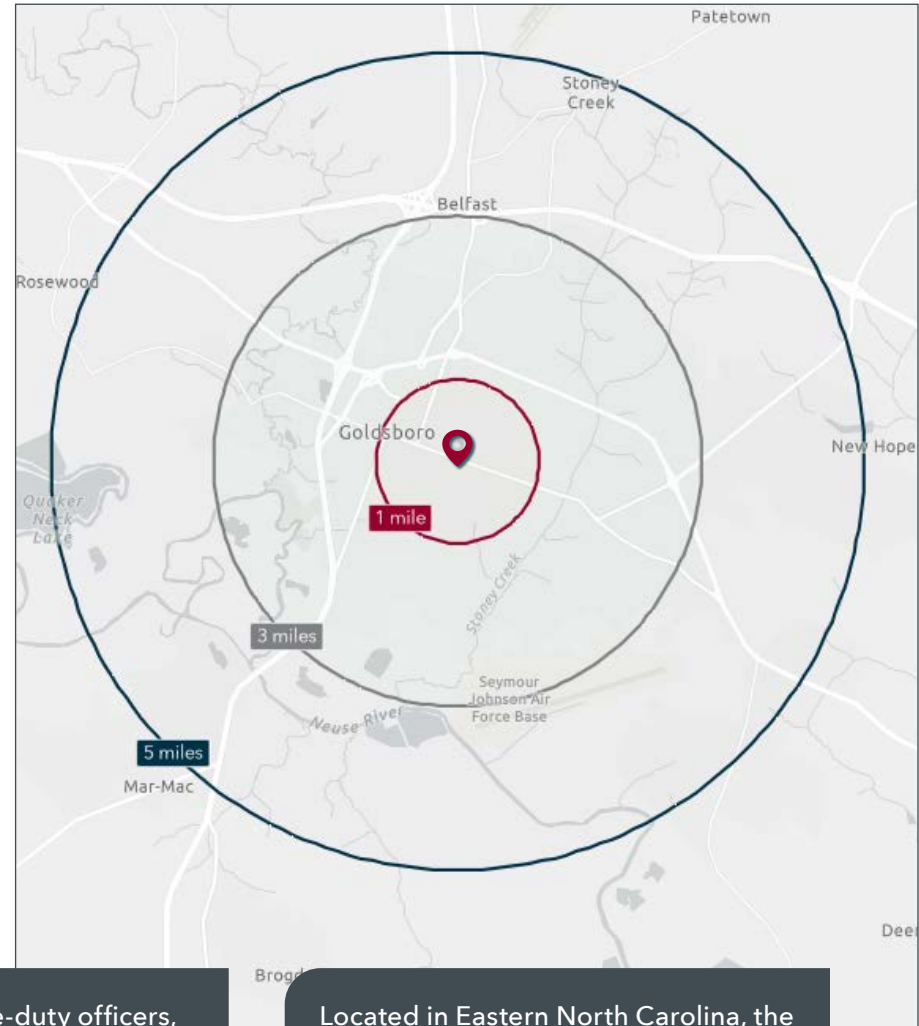 Patetown
Stoney
Creek
Belfast
Rosewood
Goldsboro
New Hope
Quaker
Neck
Lake
1 mile
Stoney Creek
3 miles
Seymour
Johnson Air
Force Base
Neuse River
5 miles
Mar-Mac
Deer
Brogd
e-duty officers,
Located in Eastern North Carolina, the